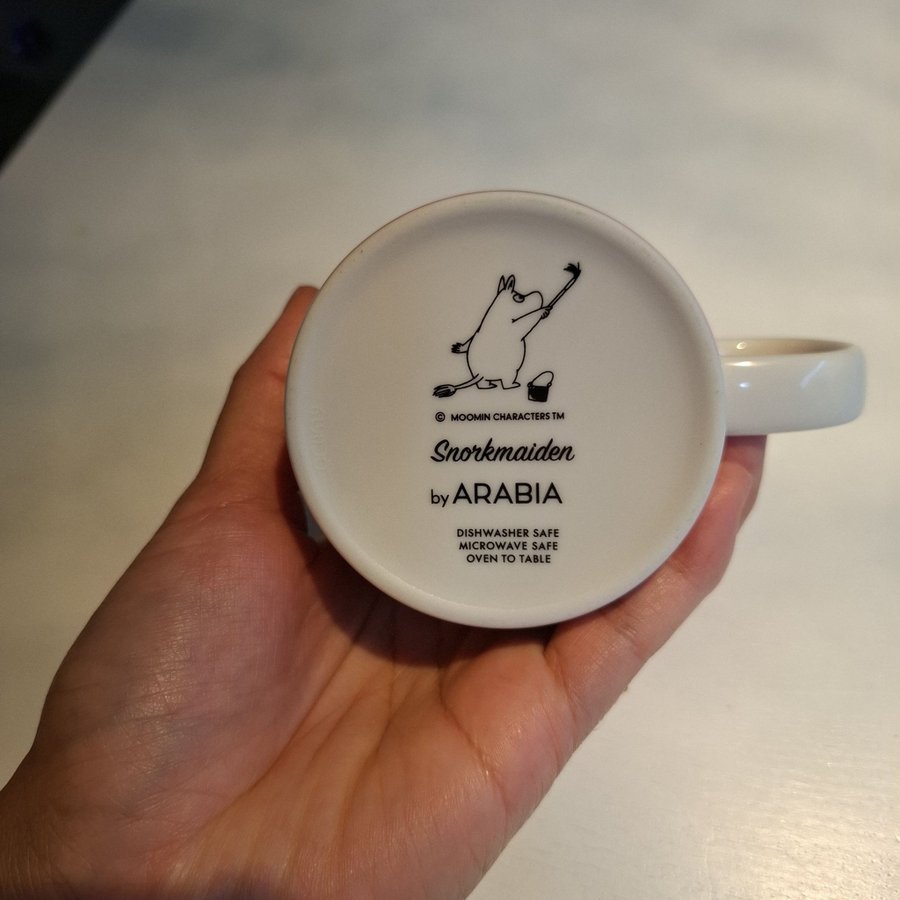 © MOOMIN CHARACTERS TM
Snorkmaiden
by ARABIA
DISHWASHER SAFE
MICROWAVE SAFE
OVEN TO TABLE